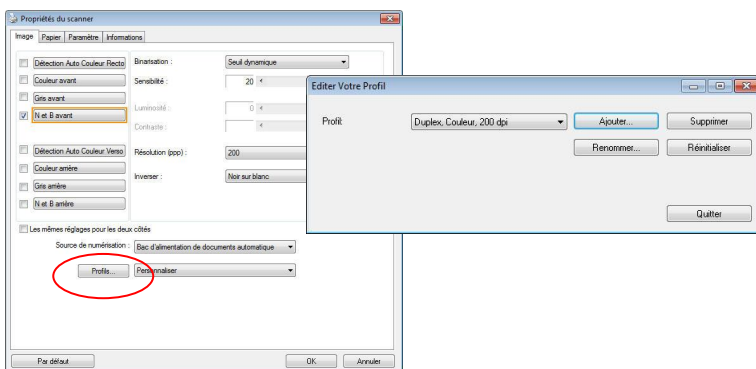 Propriétés du scanner
Image Papier Paramètre Informations
Détection Auto Couleur Recto
Couleur avant
Gris avant
N et B avant
Détection Auto Couleur Verso
Couleur arrière
Gris arrière
N et B arrière
Binarisation :
Seuil dynamique
Sensibilité :
20
Luminosité :
0
Contraste :
Résolution (ppp) :
200
Inverser :
Noir sur blanc
Les mêmes réglages pour les deux côtés
Source de numérisation :
Bac d'alimentation de documents automatique
Profils...
Personnaliser
Par défaut
OK
Annuler
Editer Votre Profil
Profil:
Duplex, Couleur, 200 dpi
Ajouter...
Supprimer
Renommer...
Réinitialiser
Quitter